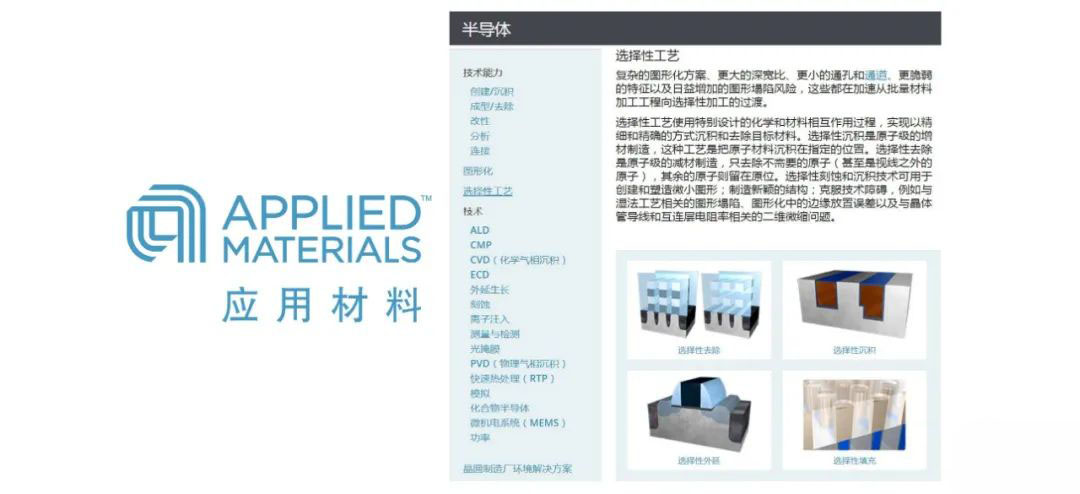 APPLIED™
MATERIALS
应用材料
半导体
技术能力
创建/沉积
成型/去除
改性
分析
连接
图形化
选择性工艺
技术
ALD
CMP
CVD（化学气相沉积）
ECD
外延生长
刻蚀
离子注入
测量与检测
光掩膜
PVD（物理气相沉积）
快速热处理（RTP）
模拟
化合物半导体
微机电系统（MEMS）
功率
晶圆制造厂环境解决方案
选择性工艺
复杂的图形化方案、更大的深宽比、更小的通孔和通道、更脆弱
的特征以及日益增加的图形塌陷风险，这些都在加速从批量材料
加工工程向选择性加工的过渡。
选择性工艺使用特别设计的化学和材料相互作用过程，实现以精
细和精确的方式沉积和去除目标材料。选择性沉积是原子级的增
材制造，这种工艺是把原子材料沉积在指定的位置。选择性去除
是原子级的减材制造，只去除不需要的原子（甚至是视线之外的
原子），其余的原子则留在原位。选择性刻蚀和沉积技术可用于
创建和塑造微小图形；制造新颖的结构；克服技术障碍，例如与
湿法工艺相关的图形塌陷、图形化中的边缘放置误差以及与晶体
管导线和互连层电阻率相关的二维微缩问题。
选择性去除
选择性沉积
选择性外延
选择性填充